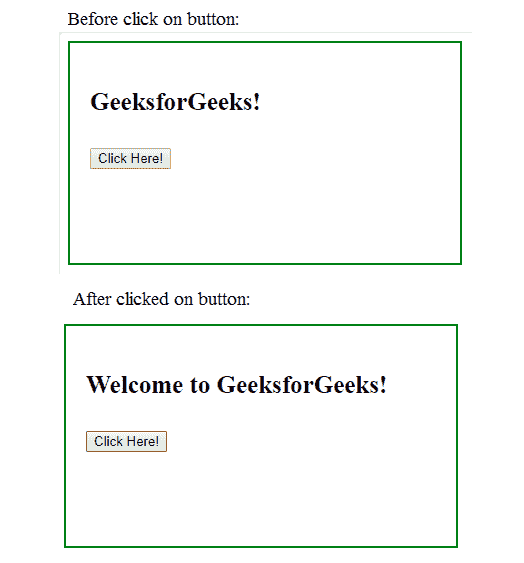 Before click on button:
GeeksforGeeks!
Click Here!
After clicked on button:
Welcome to GeeksforGeeks!
Click Here!